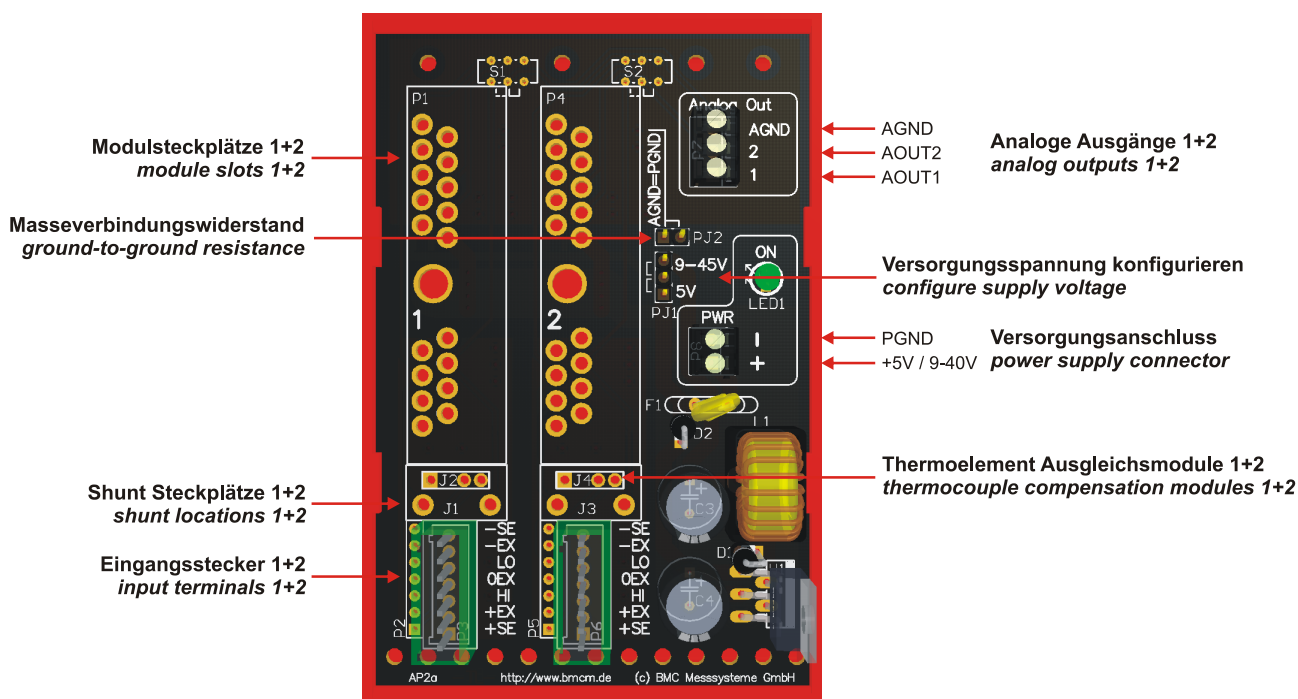 Modulsteckplätze 1+2
module slots 1+2
Masseverbindungswiderstand
ground-to-ground resistance
Shunt Steckplätze 1+2
shunt locations 1+2
Eingangsstecker 1+2
input terminals 1+2
S1
S2
P1
P4
Analog Out
AGND
2
1
P7
AGND=PGND
PJ2
9-45V
5V
PJ1
ON
LED1
PWR
-
+
1
2
F1
D2
L1
J2
J4
J1
J3
C3
C4
D1
U1
-SE
-EX
LO
0EX
HI
+EX
+SE
-SE
-EX
LO
0EX
HI
+EX
+SE
P2
P3
P5
P6
AP2a
http://www.bmcm.de
(c) BMC Messsysteme GmbH
AGND
AOUT2
AOUT1
Analoge Ausgänge 1+2
analog outputs 1+2
Versorgungsspannung konfigurieren
configure supply voltage
PGND
+5V / 9-40V
Versorgungsanschluss
power supply connector
Thermoelement Ausgleichsmodule 1+2
thermocouple compensation modules 1+2